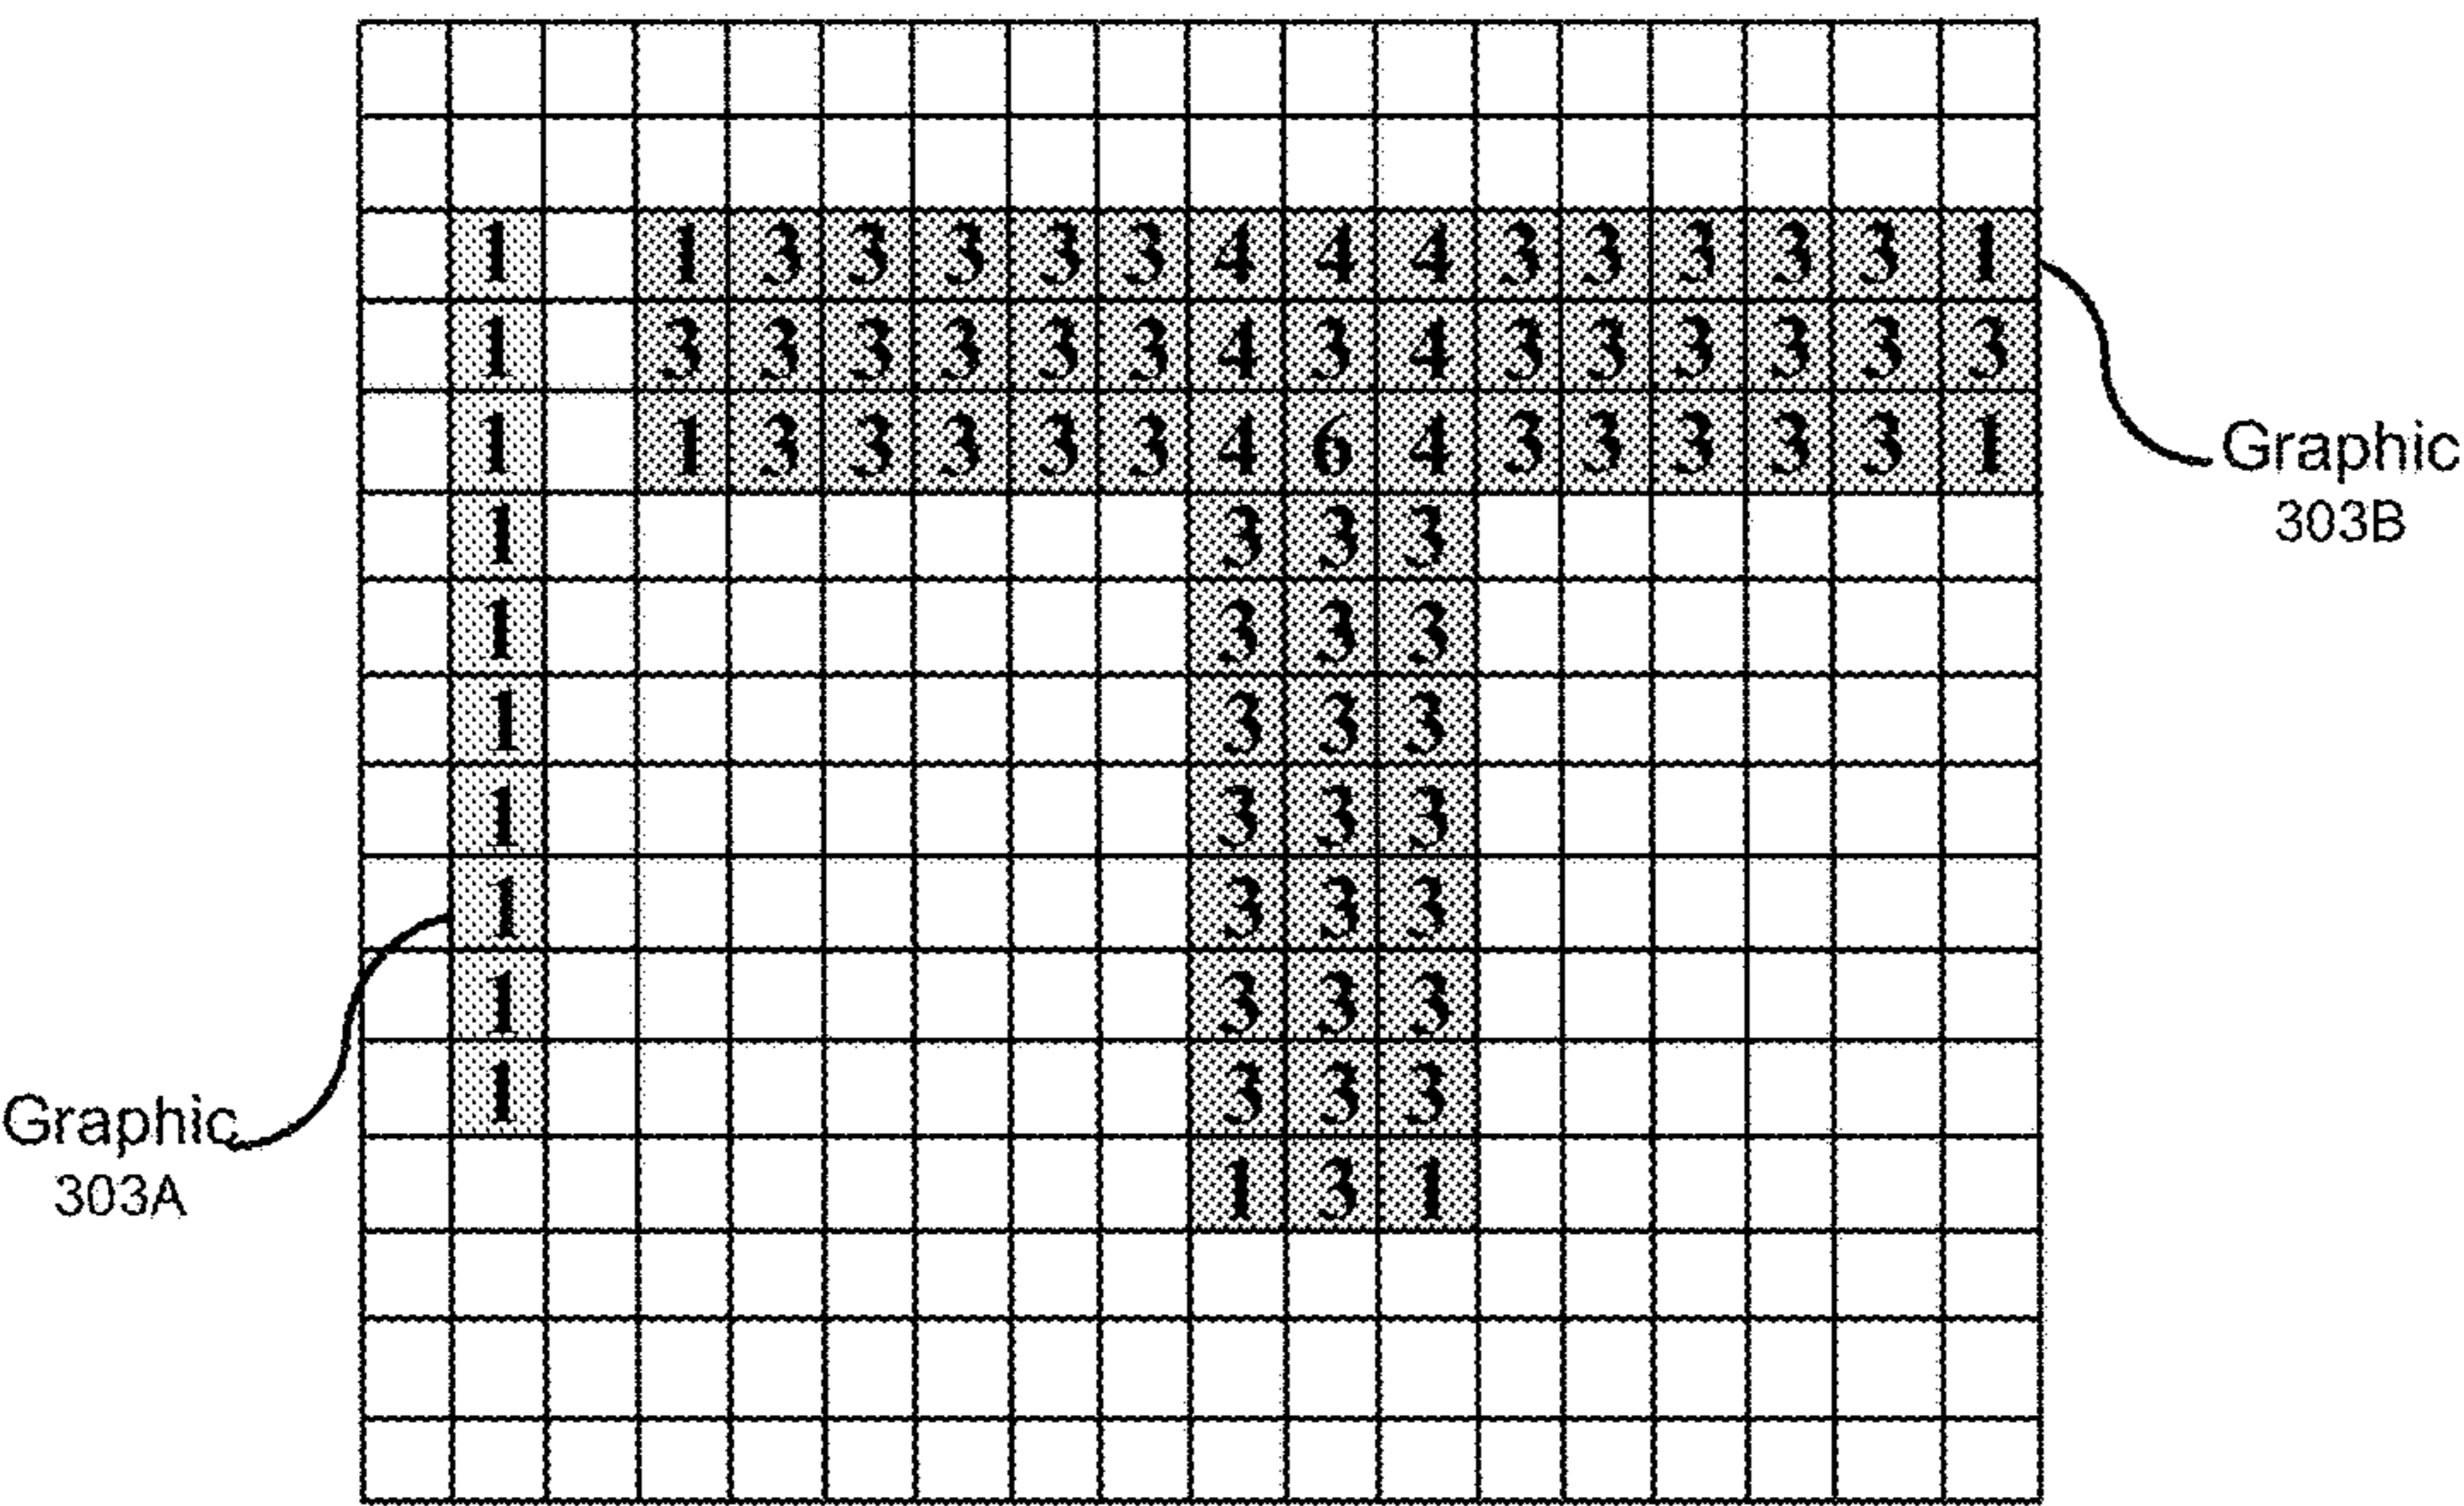 1 1 3 3 3 3 3 4 4 4 3 3 3 3 3 1
1 3 3 3 3 3 3 4 3 4 3 3 3 3 3 3
1 1 3 3 3 3 3 4 6 4 3 3 3 3 3 1
Graphic
303B
1 3 3 3
1 3 3 3
1 3 3 3
1 3 3 3
1 3 3 3
1 3 3 3
1 3 3 3
Graphic
303A
1 3 1